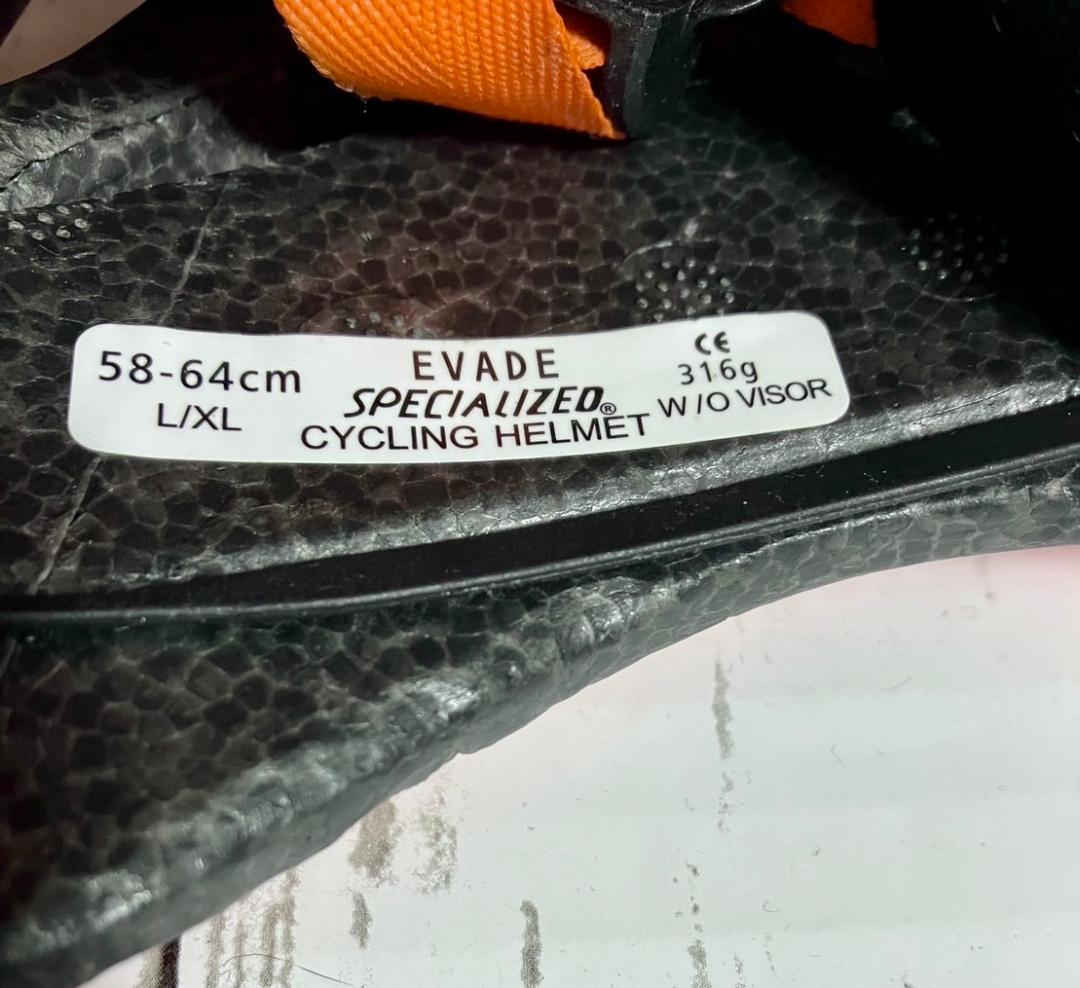 58-64cm
L/XL
EVADE
SPECIALIZED®
CYCLING HELMET
CE
316g
W/O VISOR